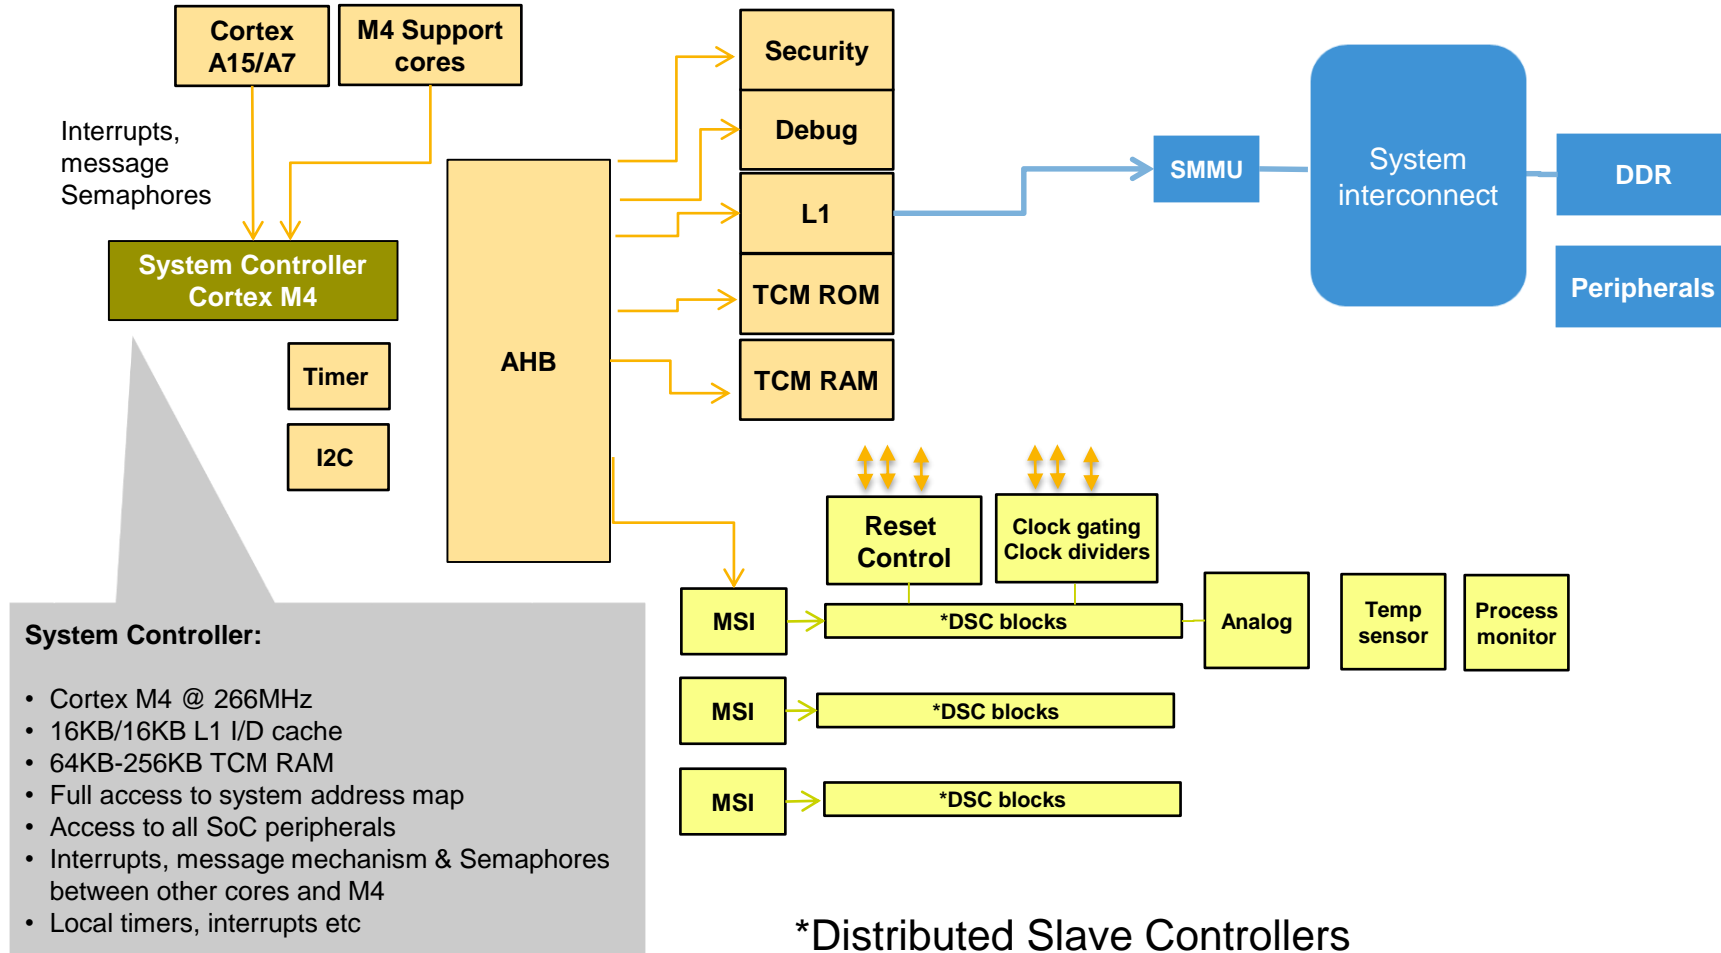 Cortex
A15/A7
M4 Support
cores
Interrupts,
message
Semaphores
System Controller
Cortex M4
Timer
I2C
AHB
Security
Debug
L1
TCM ROM
TCM RAM
SMMU
System
interconnect
DDR
Peripherals
Reset
Control
Clock gating
Clock dividers
MSI
*DSC blocks
Analog
Temp
sensor
Process
monitor
MSI
*DSC blocks
MSI
*DSC blocks
System Controller:
• Cortex M4 @ 266MHz
• 16KB/16KB L1 I/D cache
• 64KB-256KB TCM RAM
• Full access to system address map
• Access to all SoC peripherals
• Interrupts, message mechanism & Semaphores
between other cores and M4
• Local timers, interrupts etc
*Distributed Slave Controllers